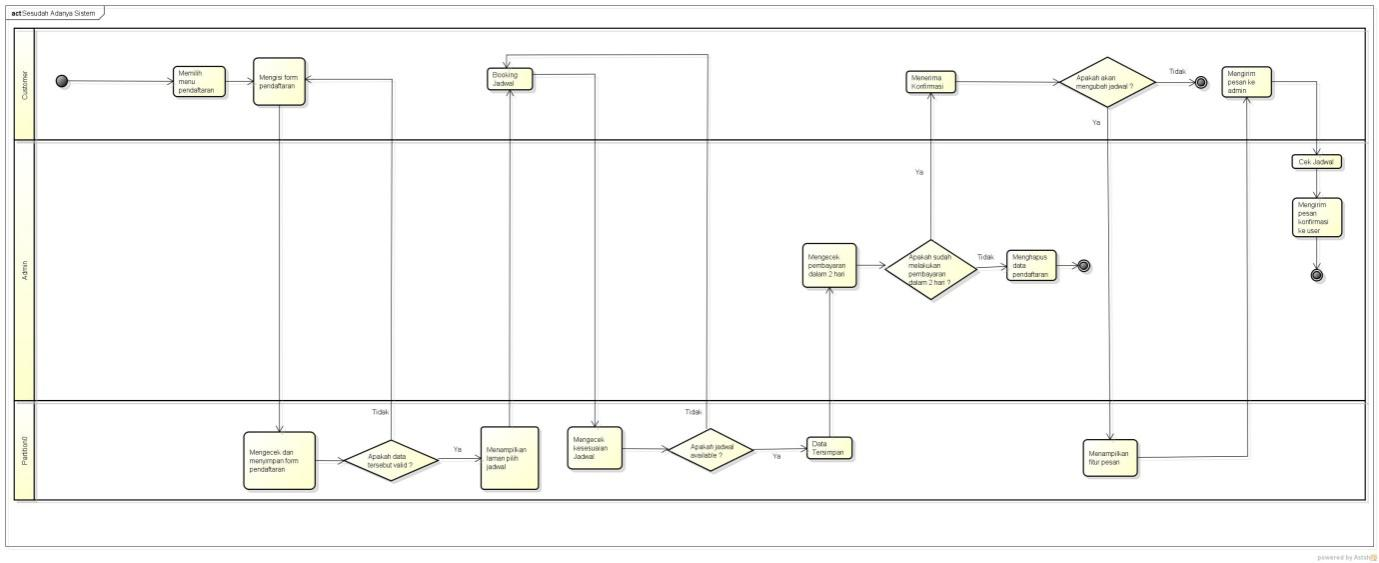 act Sesudah Adanya Sistem
Customer
Memilih
menu
pendaftaran
Mengisi form
pendaftaran
Booking
Jadwal
Menerima
Konfirmasi
Apakah akan
mengubah jadwal ?
Tidak
Ya
Mengirim
pesan ke
admin
Admin
Cek Jadwal
Mengirim
pesan
konfirmasi
ke user
Ya
Mengecek
pembayaran
dalam 2 hari
Apakah sudah
melakukan
pembayaran
dalam 2 hari ?
Tidak
Menghapus
data
pendaftaran
Partition0
Mengecek dan
menyimpan form
pendaftaran
Tidak
Apakah data
tersebut valid ?
Ya
Menampilkan
laman pilih
jadwal
Mengecek
kesesuaian
Jadwal
Tidak
Apakah jadwal
available ?
Ya
Data
Tersimpan
Menampilkan
fitur pesan
powered by Astah